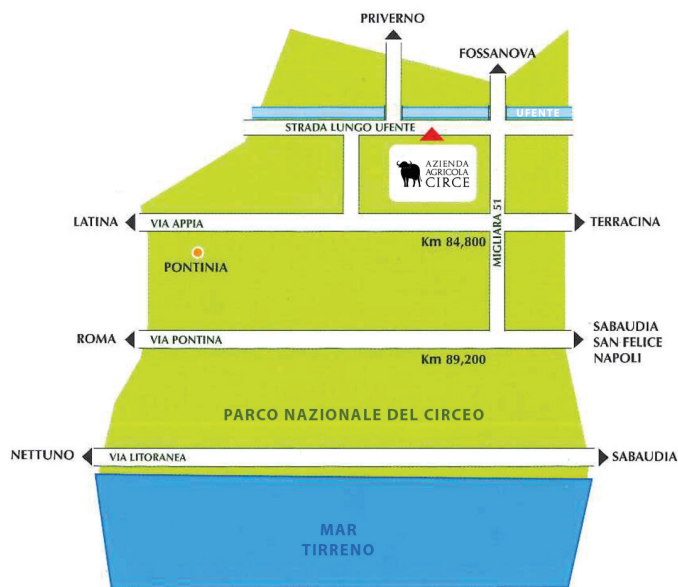 PRIVERNO
FOSSANOVA
UFENTE
STRADA LUNGO UFENTE
AZIENDA
AGRICOLA
CIRCE
LATINA
VIA APPIA
TERRACINA
Km 84,800
MIGLIARA 51
PONTINIA
ROMA
VIA PONTINA
SABAUDIA
SAN FELICE
NAPOLI
Km 89,200
PARCO NAZIONALE DEL CIRCEO
NETTUNO
VIA LITORANEA
SABAUDIA
MAR
TIRRENO